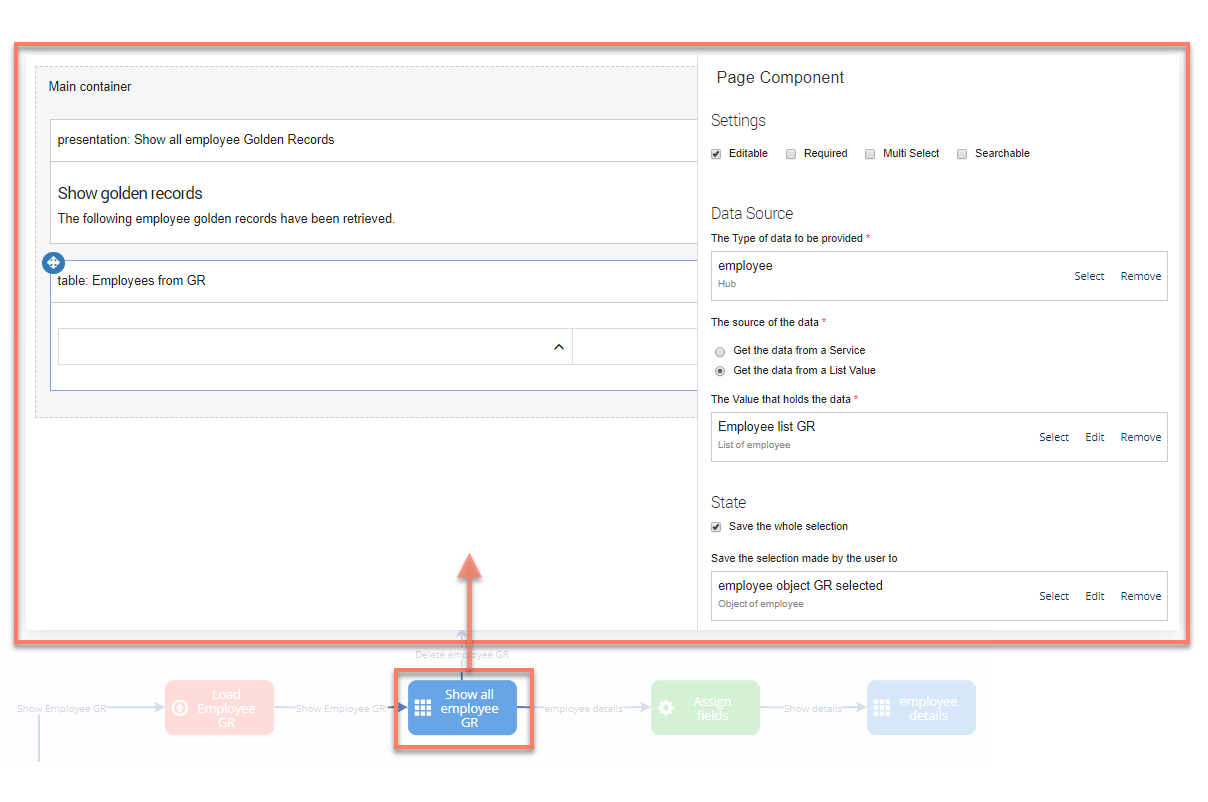 Main container
presentation: Show all employee Golden Records
Show golden records
The following employee golden records have been retrieved.
table: Employees from GR
Page Component
Settings
Editable Required Multi Select Searchable
Data Source
The Type of data to be provided *
employee
Hub
Select Remove
The source of the data *
Get the data from a Service
Get the data from a List Value
The Value that holds the data *
Employee list GR
List of employee
Select Edit Remove
State
Save the whole selection
Save the selection made by the user to
employee object GR selected
Object of employee
Select Edit Remove
Delete employee GR
Show Employee GR
Load
Employee
GR
Show Employee GR
Show all
employee
GR
employee details
Assign
fields
Show details
employee
details